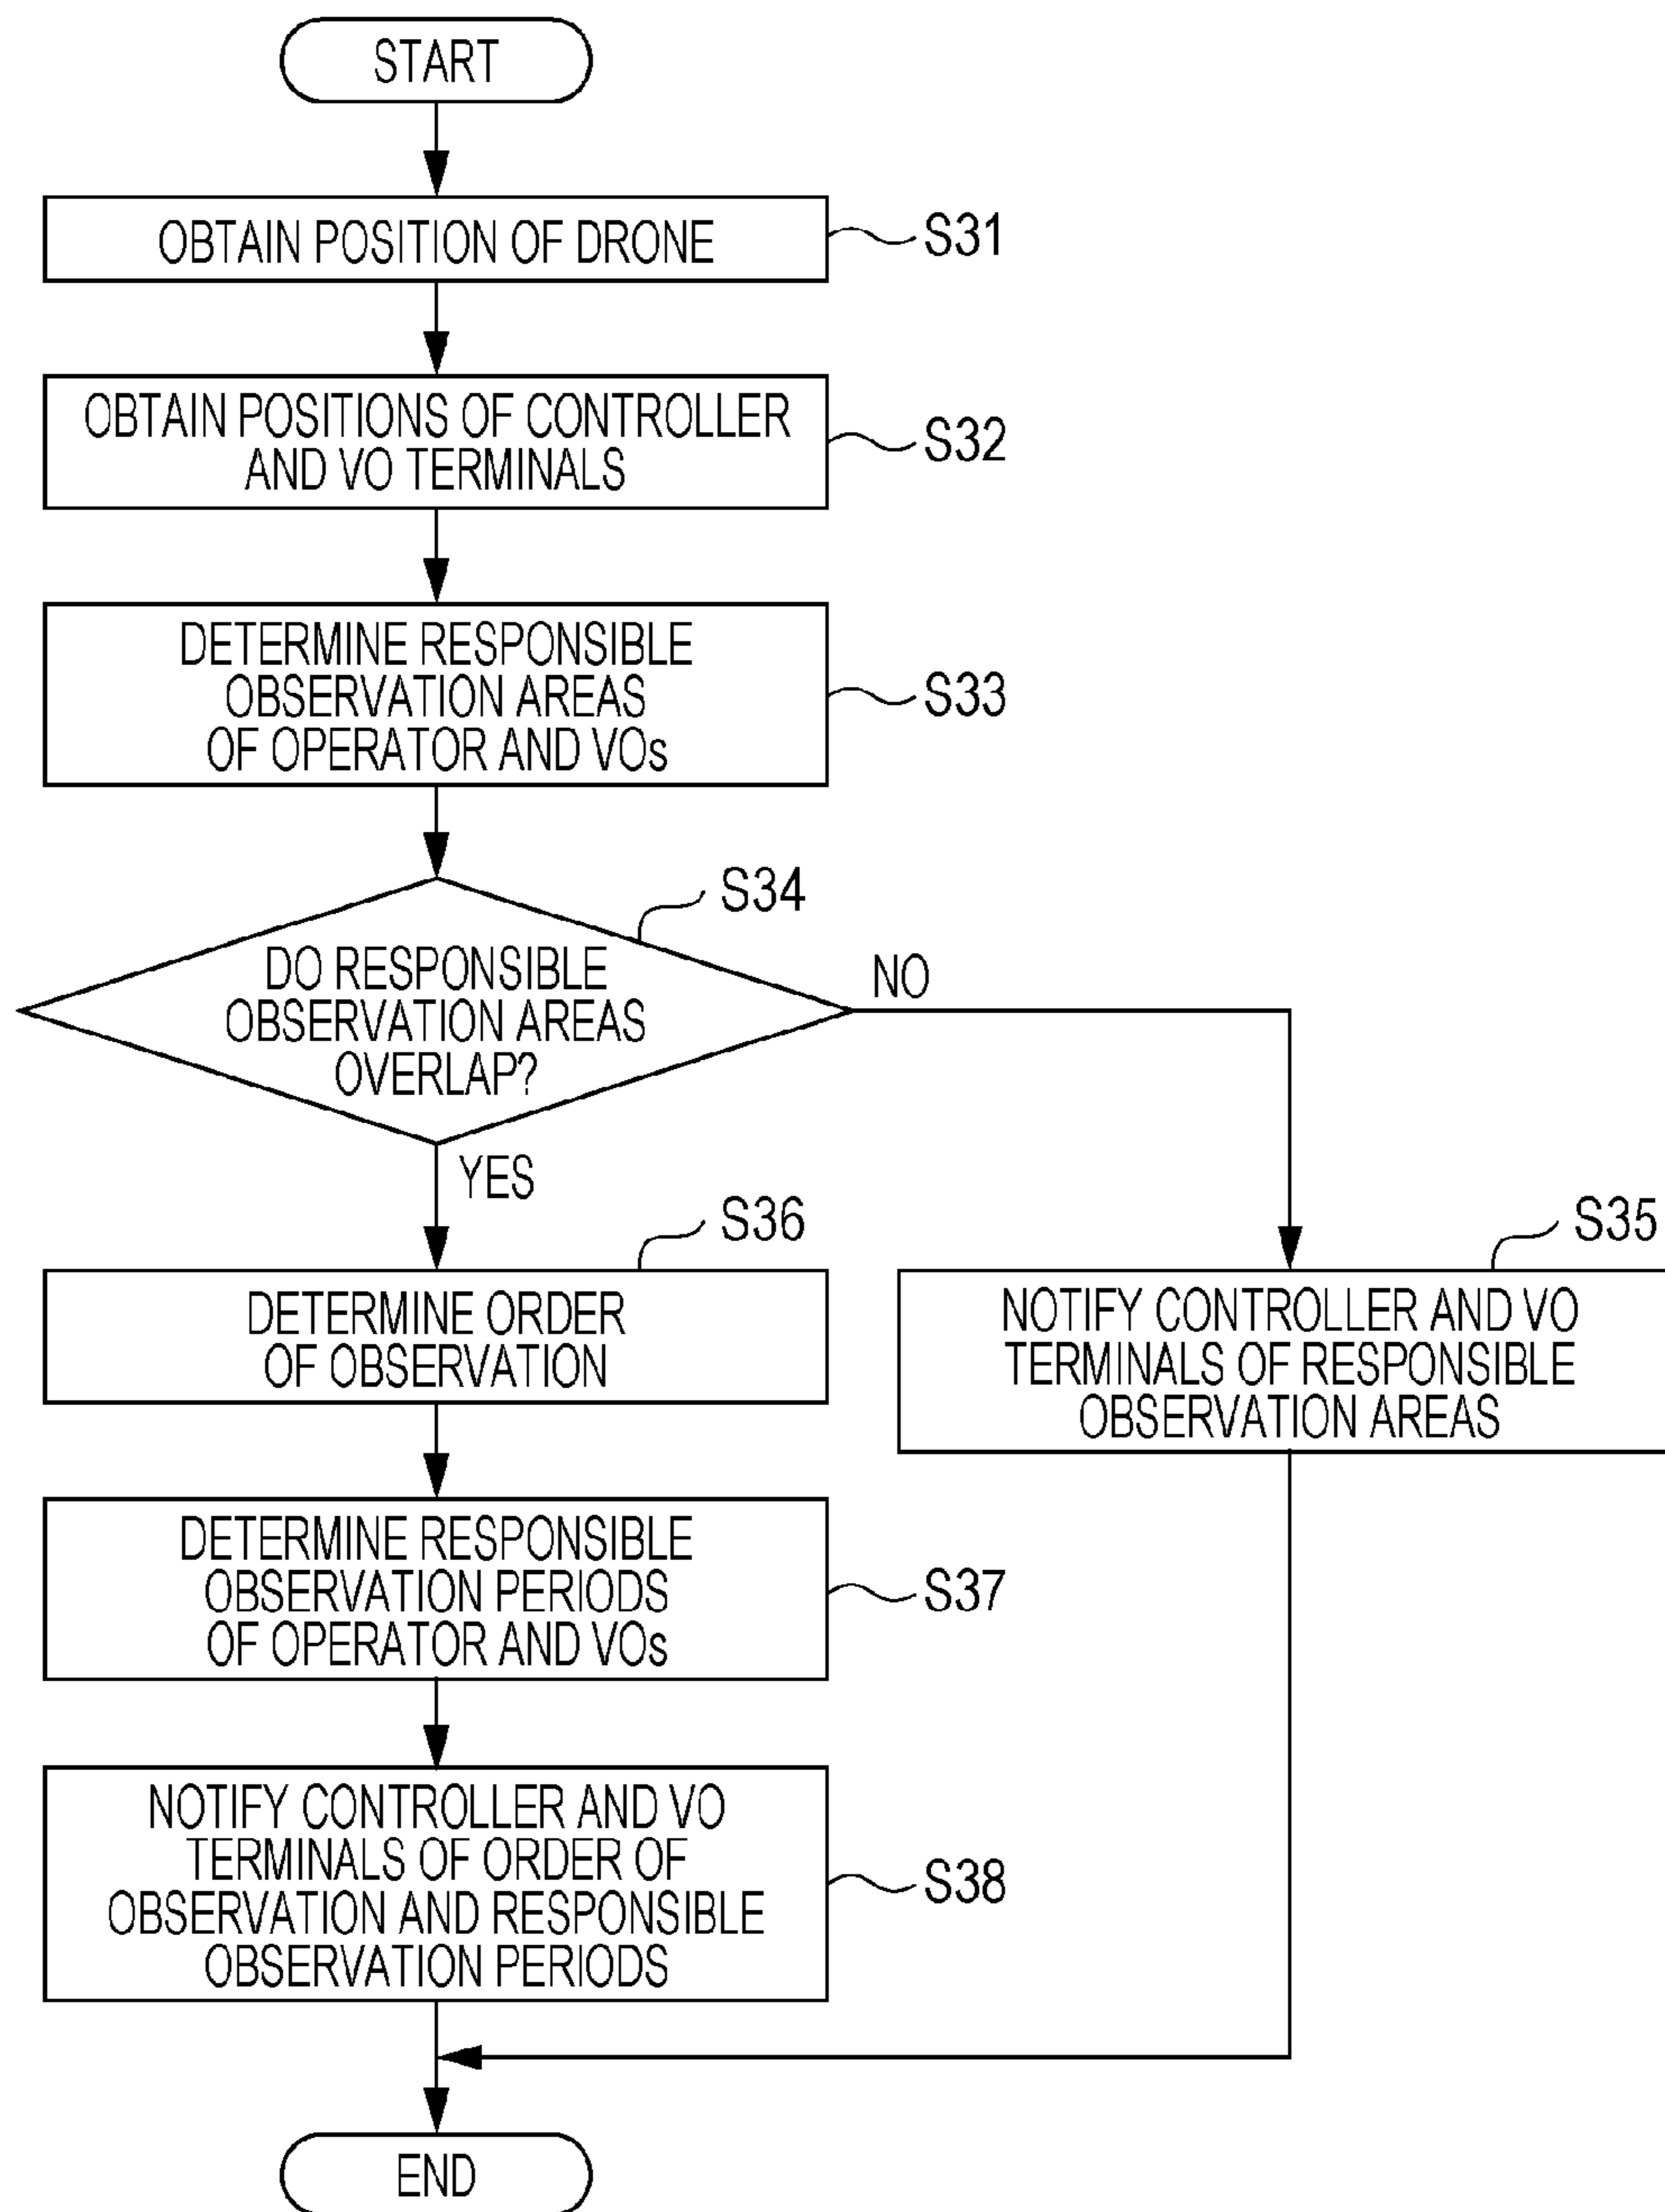 START
OBTAIN POSITION OF DRONE
S31
OBTAIN POSITIONS OF CONTROLLER
AND VO TERMINALS
S32
DETERMINE RESPONSIBLE
OBSERVATION AREAS
OF OPERATOR AND VOs
S33
S34
DO RESPONSIBLE
OBSERVATION AREAS
OVERLAP?
NO
YES
S36
DETERMINE ORDER
OF OBSERVATION
S35
NOTIFY CONTROLLER AND VO
TERMINALS OF RESPONSIBLE
OBSERVATION AREAS
DETERMINE RESPONSIBLE
OBSERVATION PERIODS
OF OPERATOR AND VOs
S37
NOTIFY CONTROLLER AND VO
TERMINALS OF ORDER OF
OBSERVATION AND RESPONSIBLE
OBSERVATION PERIODS
S38
END